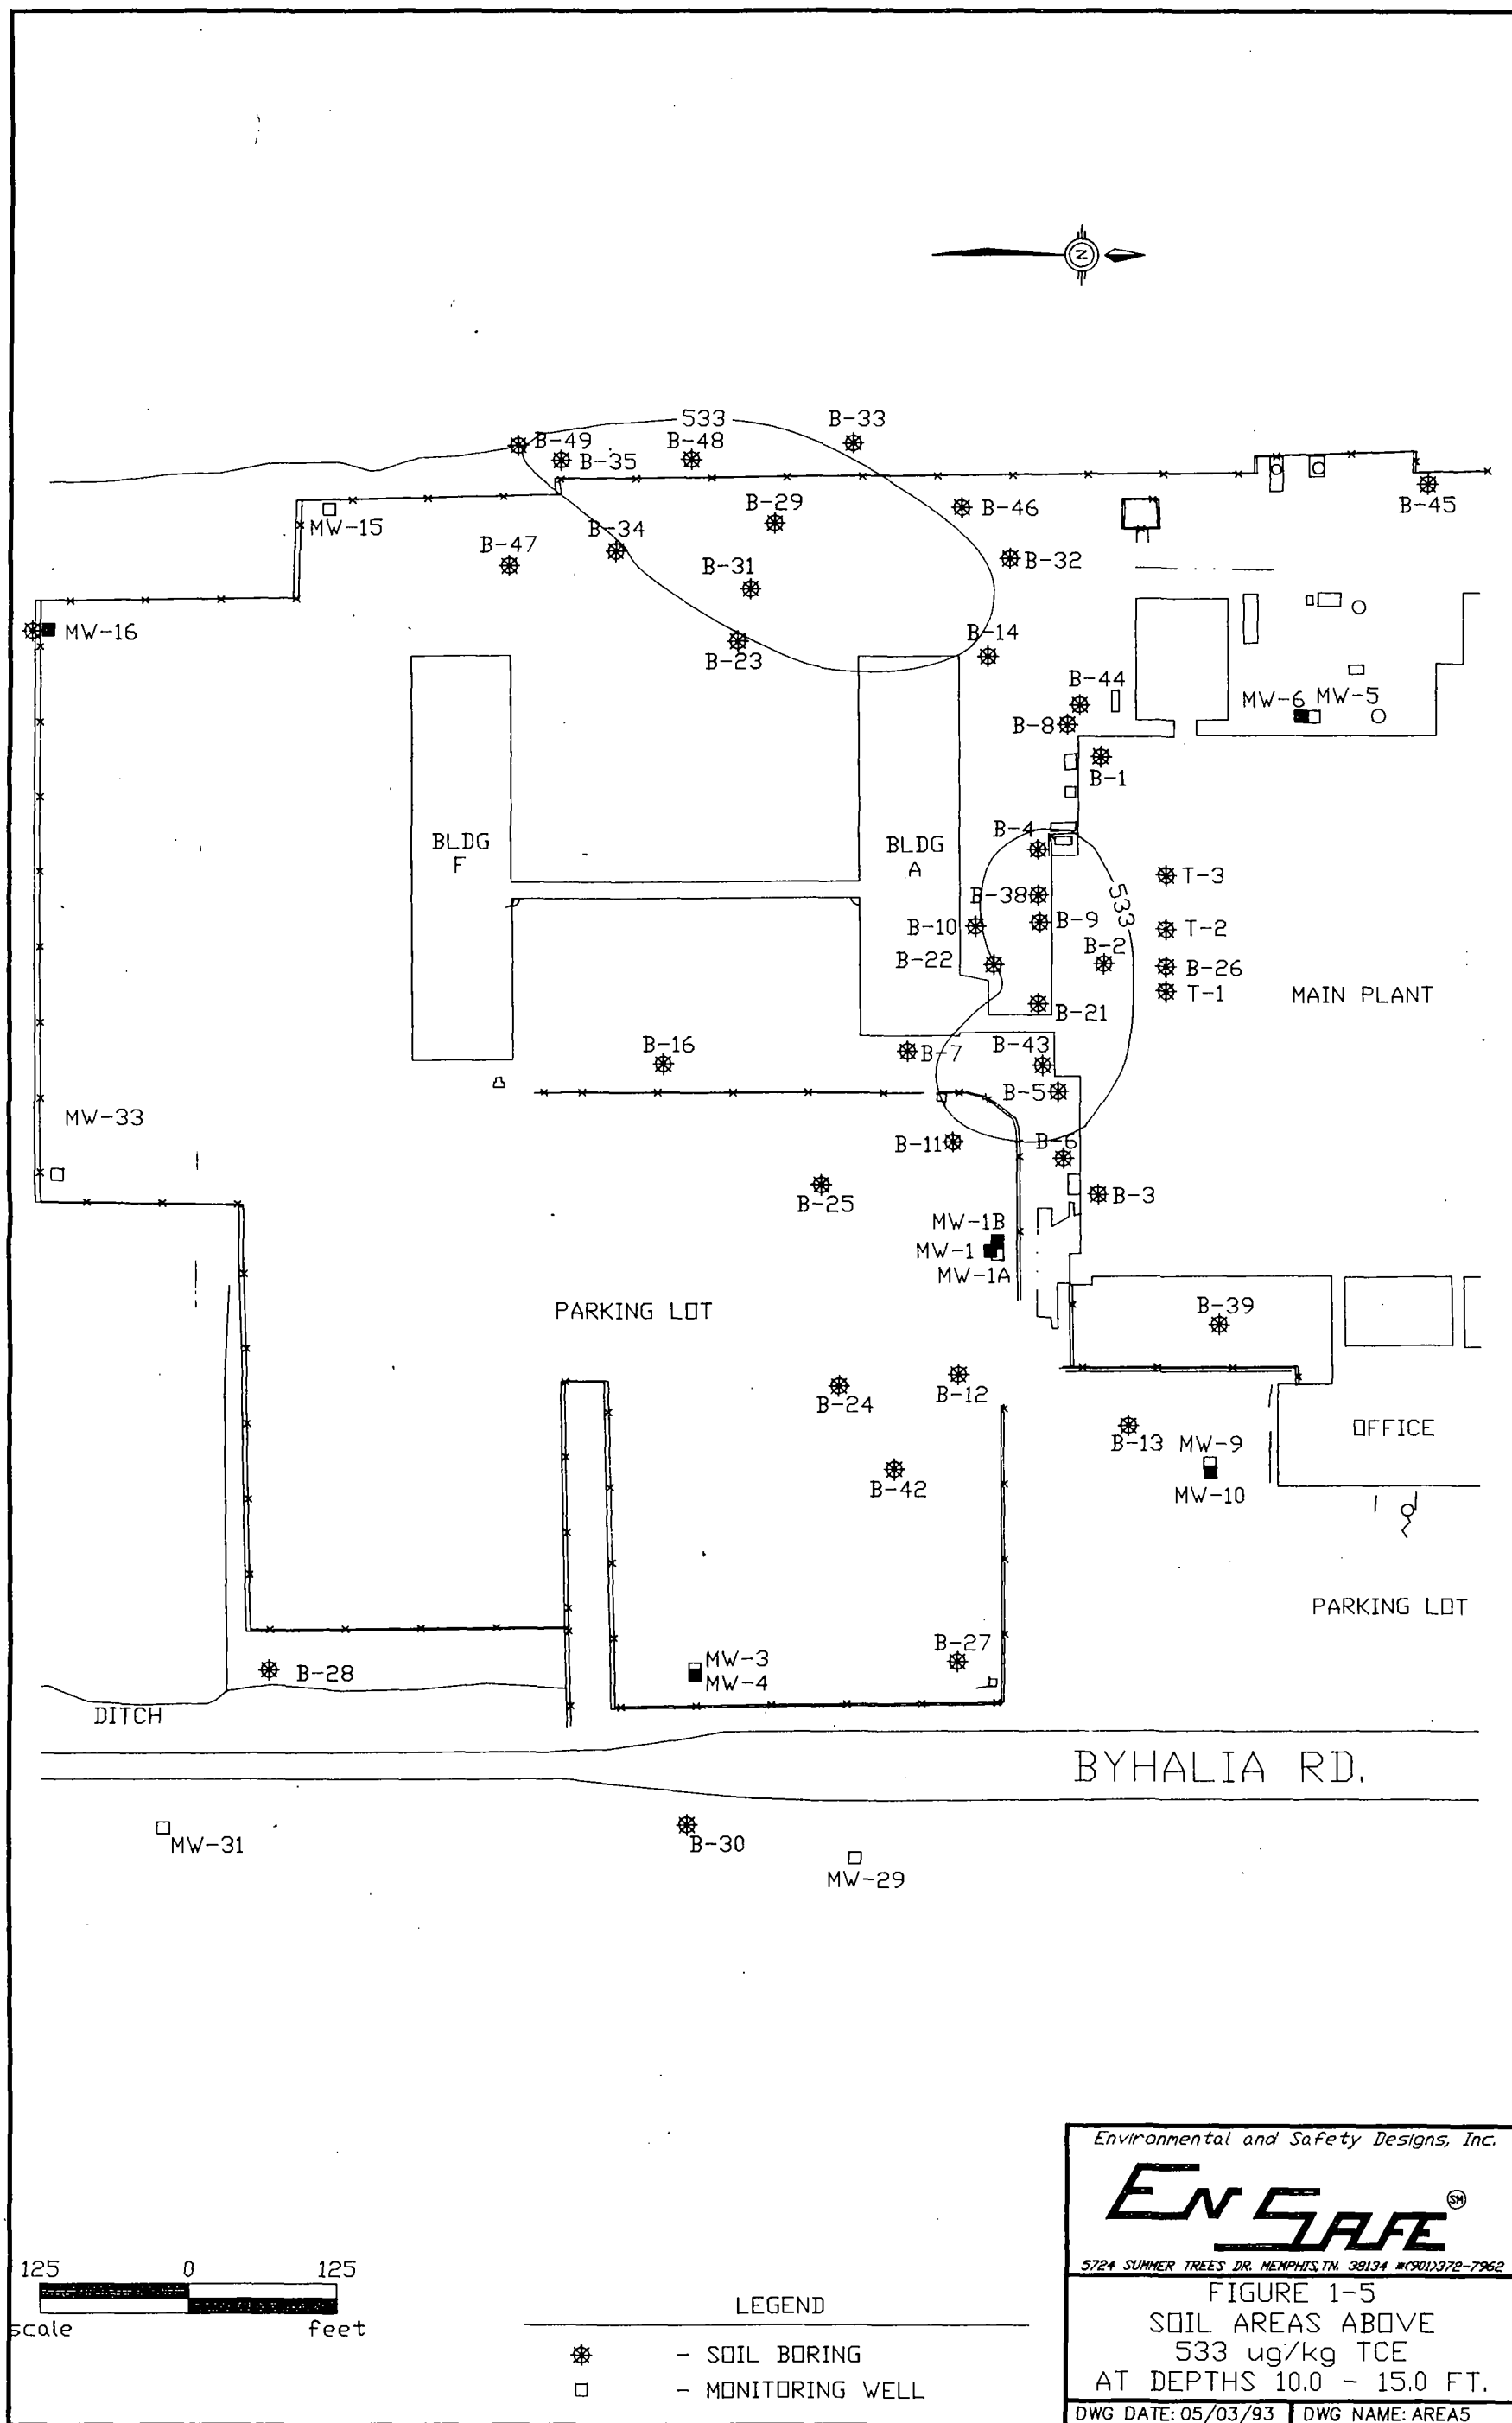 N
533
B-33
B-49
B-48
B-35
B-45
B-29
B-46
MW-15
B-34
B-47
B-31
B-32
MW-16
B-14
B-23
B-44
MW-6 MW-5
B-8
B-1
B-4
BLDG
F
BLDG
A
T-3
B-38
533
B-9
B-10
T-2
B-2
B-22
B-26
T-1
MAIN PLANT
B-21
B-16
B-7
B-43
B-5
MW-33
B-11
B-6
B-25
B-3
MW-1B
MW-1
MW-1A
PARKING LOT
B-39
B-24
B-12
B-13
MW-9
OFFICE
B-42
MW-10
PARKING LOT
B-27
MW-3
B-28
MW-4
DITCH
BYHALIA RD.
MW-31
B-30
MW-29
Environmental and Safety Designs, Inc.
ENSAFE SM
5724 SUMMER TREES DR. MEMPHIS,TN. 38134 (901)372-7962
125 0 125
scale feet
LEGEND
- SOIL BORING
- MONITORING WELL
FIGURE 1-5
SOIL AREAS ABOVE
533 ug/kg TCE
AT DEPTHS 10.0 - 15.0 FT.
DWG DATE: 05/03/93 DWG NAME: AREA5